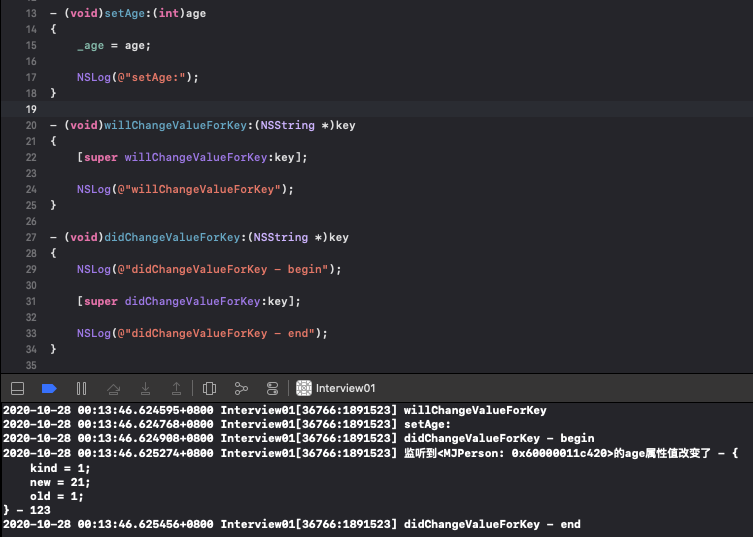 13 - (void)setAge:(int)age
14 {
15     _age = age;
16
17     NSLog(@"setAge:");
18 }
19
20 - (void)willChangeValueForKey:(NSString *)key
21 {
22     [super willChangeValueForKey:key];
23
24     NSLog(@"willChangeValueForKey");
25 }
26
27 - (void)didChangeValueForKey:(NSString *)key
28 {
29     NSLog(@"didChangeValueForKey - begin");
30
31     [super didChangeValueForKey:key];
32
33     NSLog(@"didChangeValueForKey - end");
34 }
35
Interview01
2020-10-28 00:13:46.624595+0800 Interview01[36766:1891523] willChangeValueForKey
2020-10-28 00:13:46.624768+0800 Interview01[36766:1891523] setAge:
2020-10-28 00:13:46.624908+0800 Interview01[36766:1891523] didChangeValueForKey - begin
2020-10-28 00:13:46.625274+0800 Interview01[36766:1891523] 监听到<MJPerson: 0x60000011c420>的age属性值改变了 - {
    kind = 1;
    new = 21;
    old = 1;
} - 123
2020-10-28 00:13:46.625456+0800 Interview01[36766:1891523] didChangeValueForKey - end